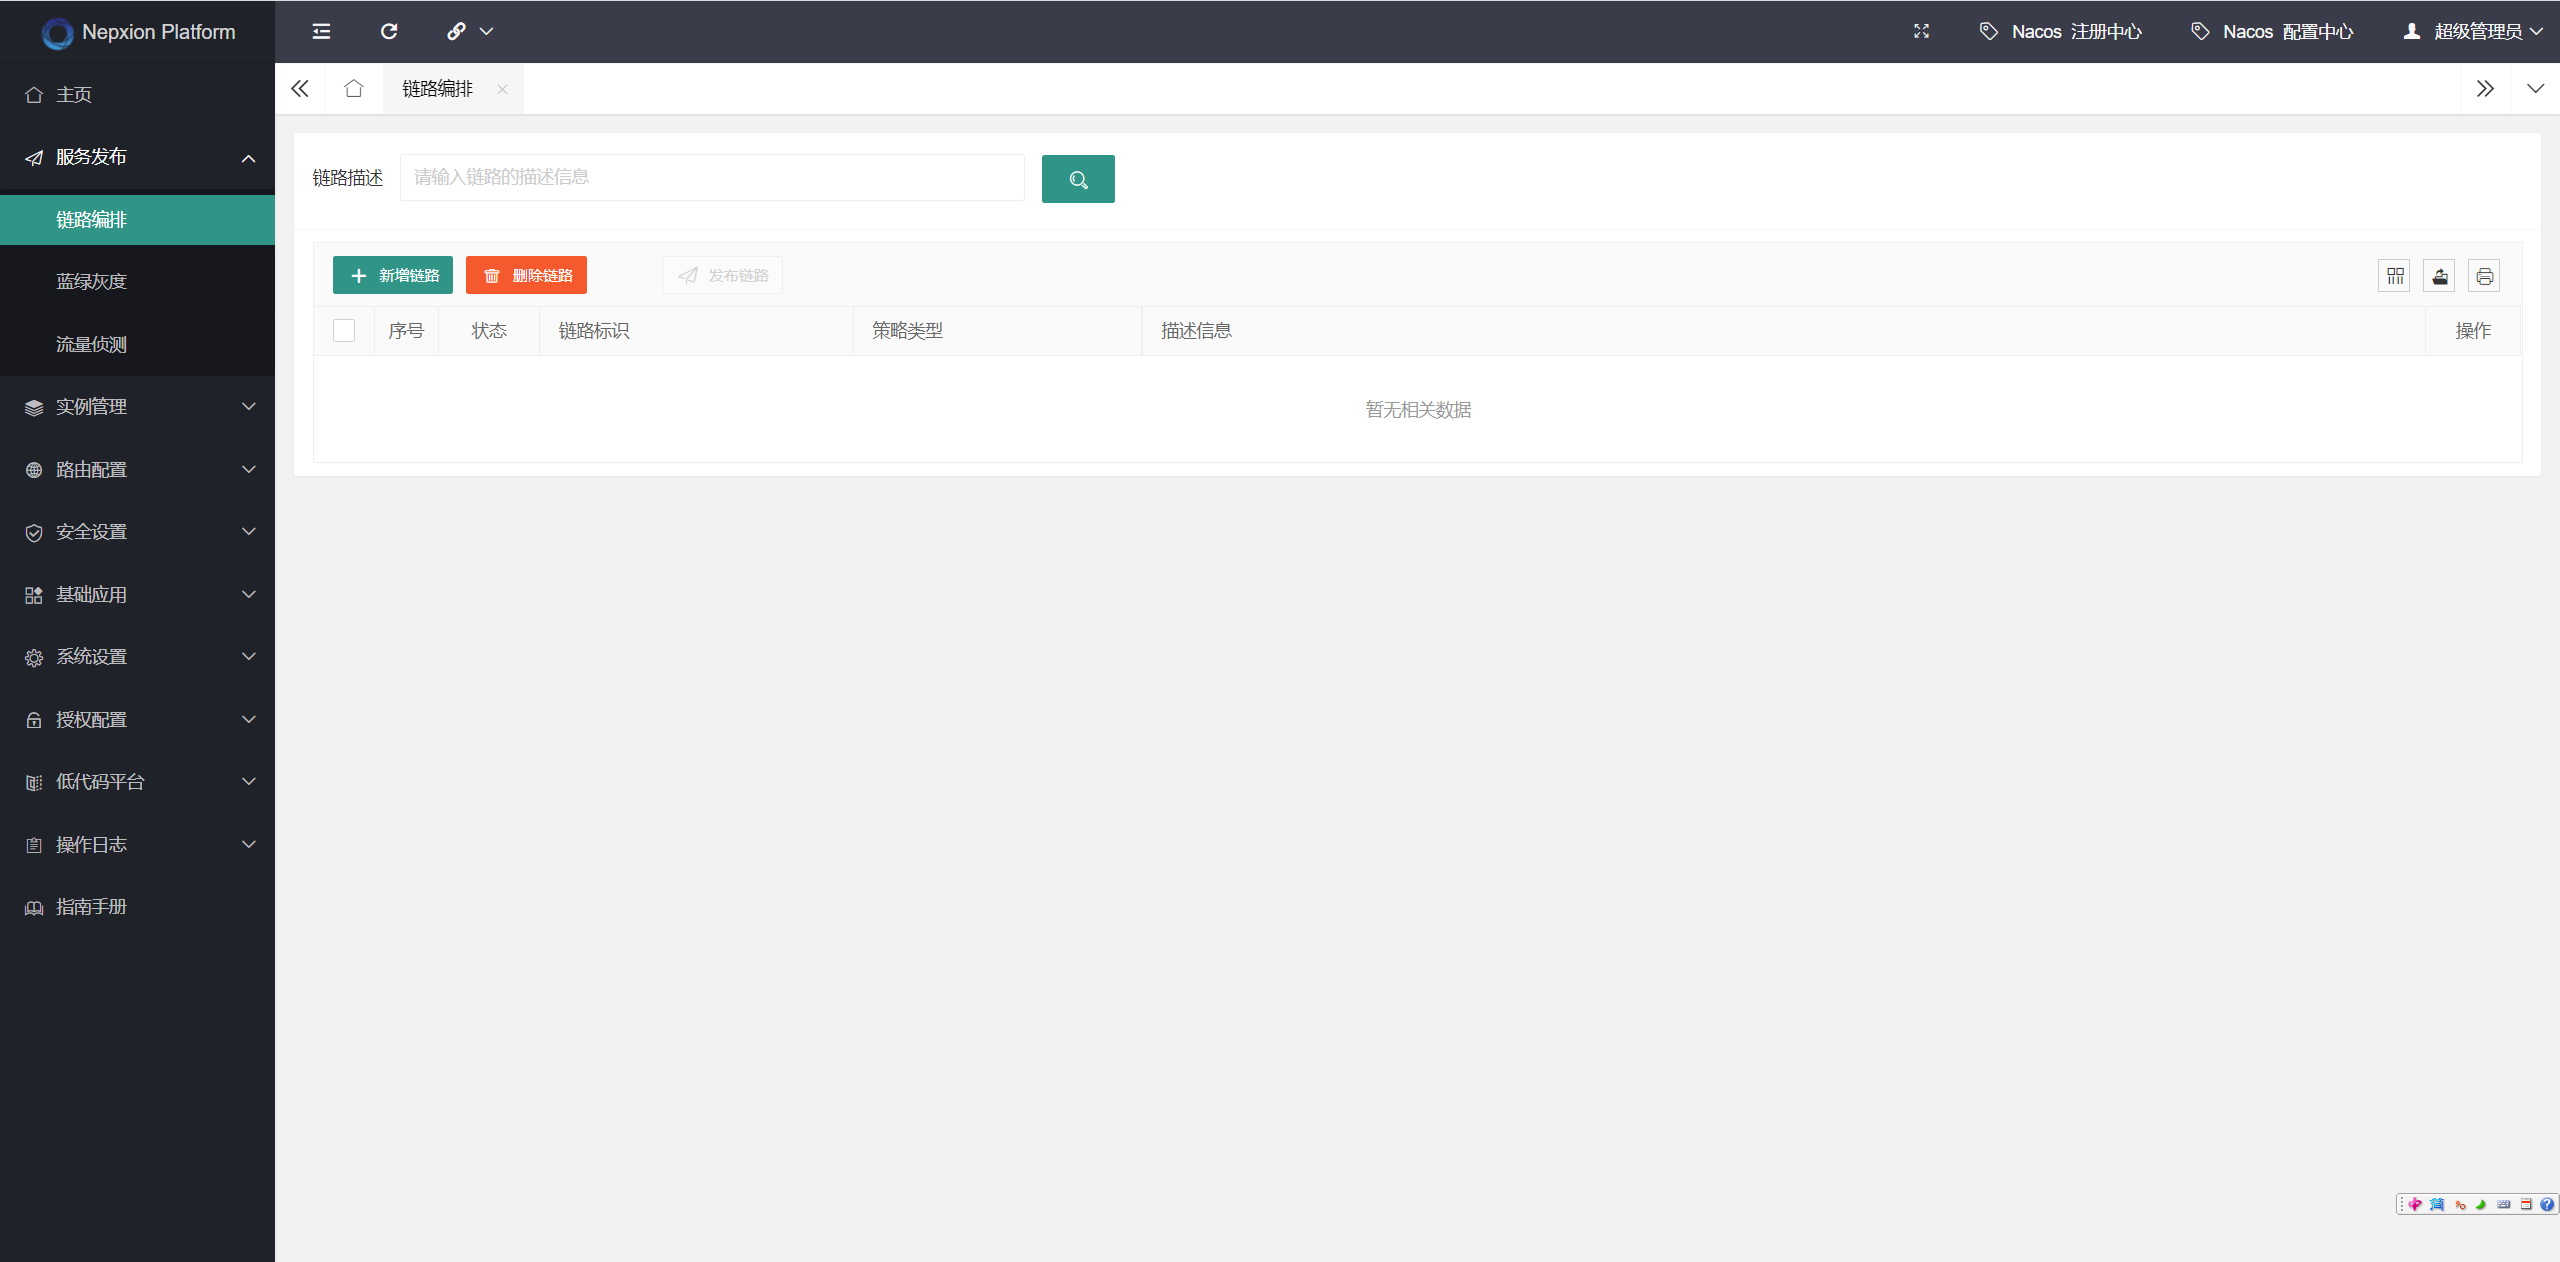 Nepxion Platform
Nacos 注册中心
Nacos 配置中心
超级管理员
主页
服务发布
链路编排
蓝绿灰度
流量侦测
实例管理
路由配置
安全设置
基础应用
系统设置
授权配置
低代码平台
操作日志
指南手册
链路编排
链路描述
请输入链路的描述信息
新增链路
删除链路
发布链路
序号 状态 链路标识 策略类型 描述信息 操作
暂无相关数据
简